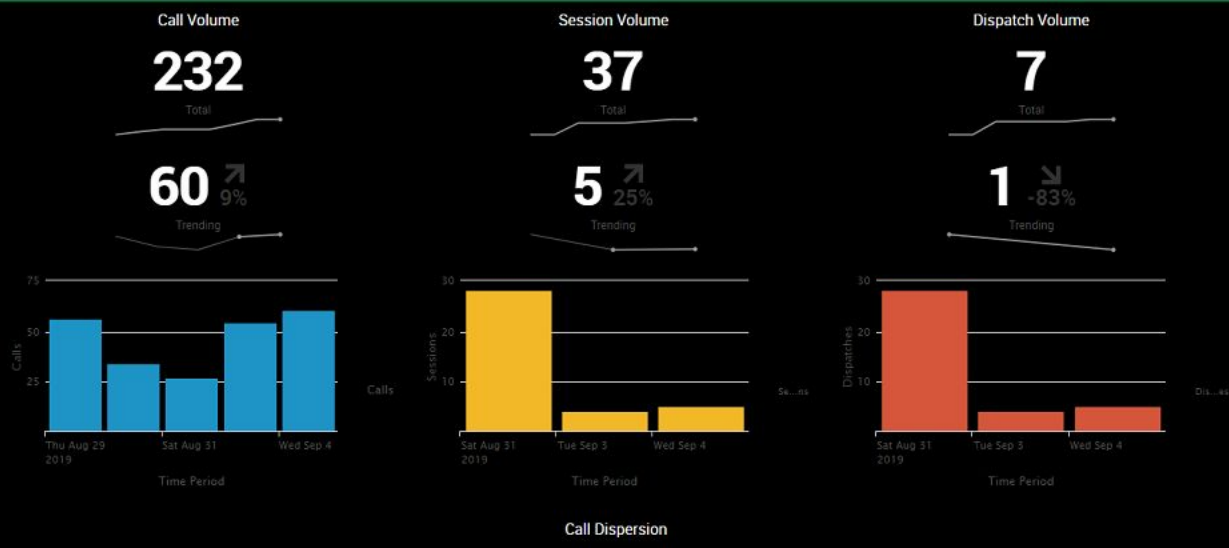 Call Volume
232
Total
60
9%
Trending
75
50
25
Calls
Calls
Thu Aug 29
2019
Sat Aug 31
Wed Sep 4
Time Period
Session Volume
37
Total
5
25%
Trending
30
20
10
Sessions
Se...ns
Sat Aug 31
2019
Tue Sep 3
Wed Sep 4
Time Period
Dispatch Volume
7
Total
1
-83%
Trending
30
20
10
Dispatches
Dis...es
Sat Aug 31
2019
Tue Sep 3
Wed Sep 4
Time Period
Call Dispersion